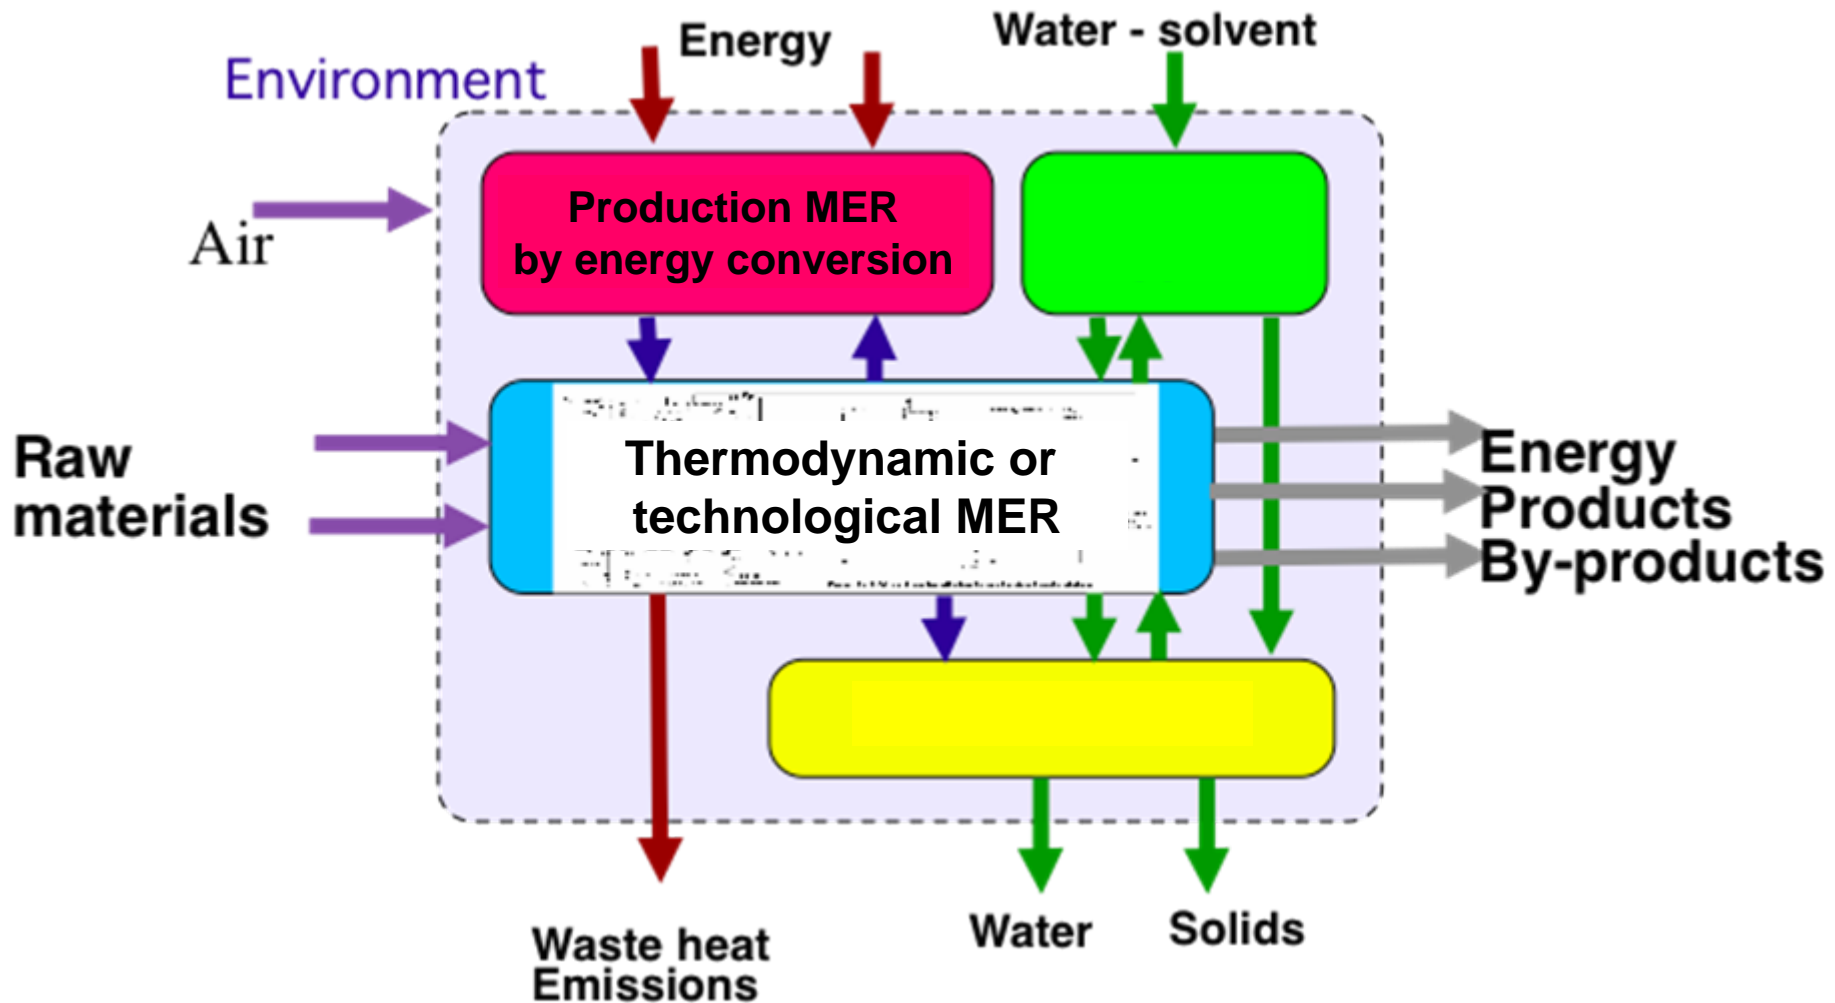 Energy
Water - solvent
Environment
Air
Production MER
by energy conversion
Raw
materials
Thermodynamic or
technological MER
Energy
Products
By-products
Waste heat
Emissions
Water
Solids